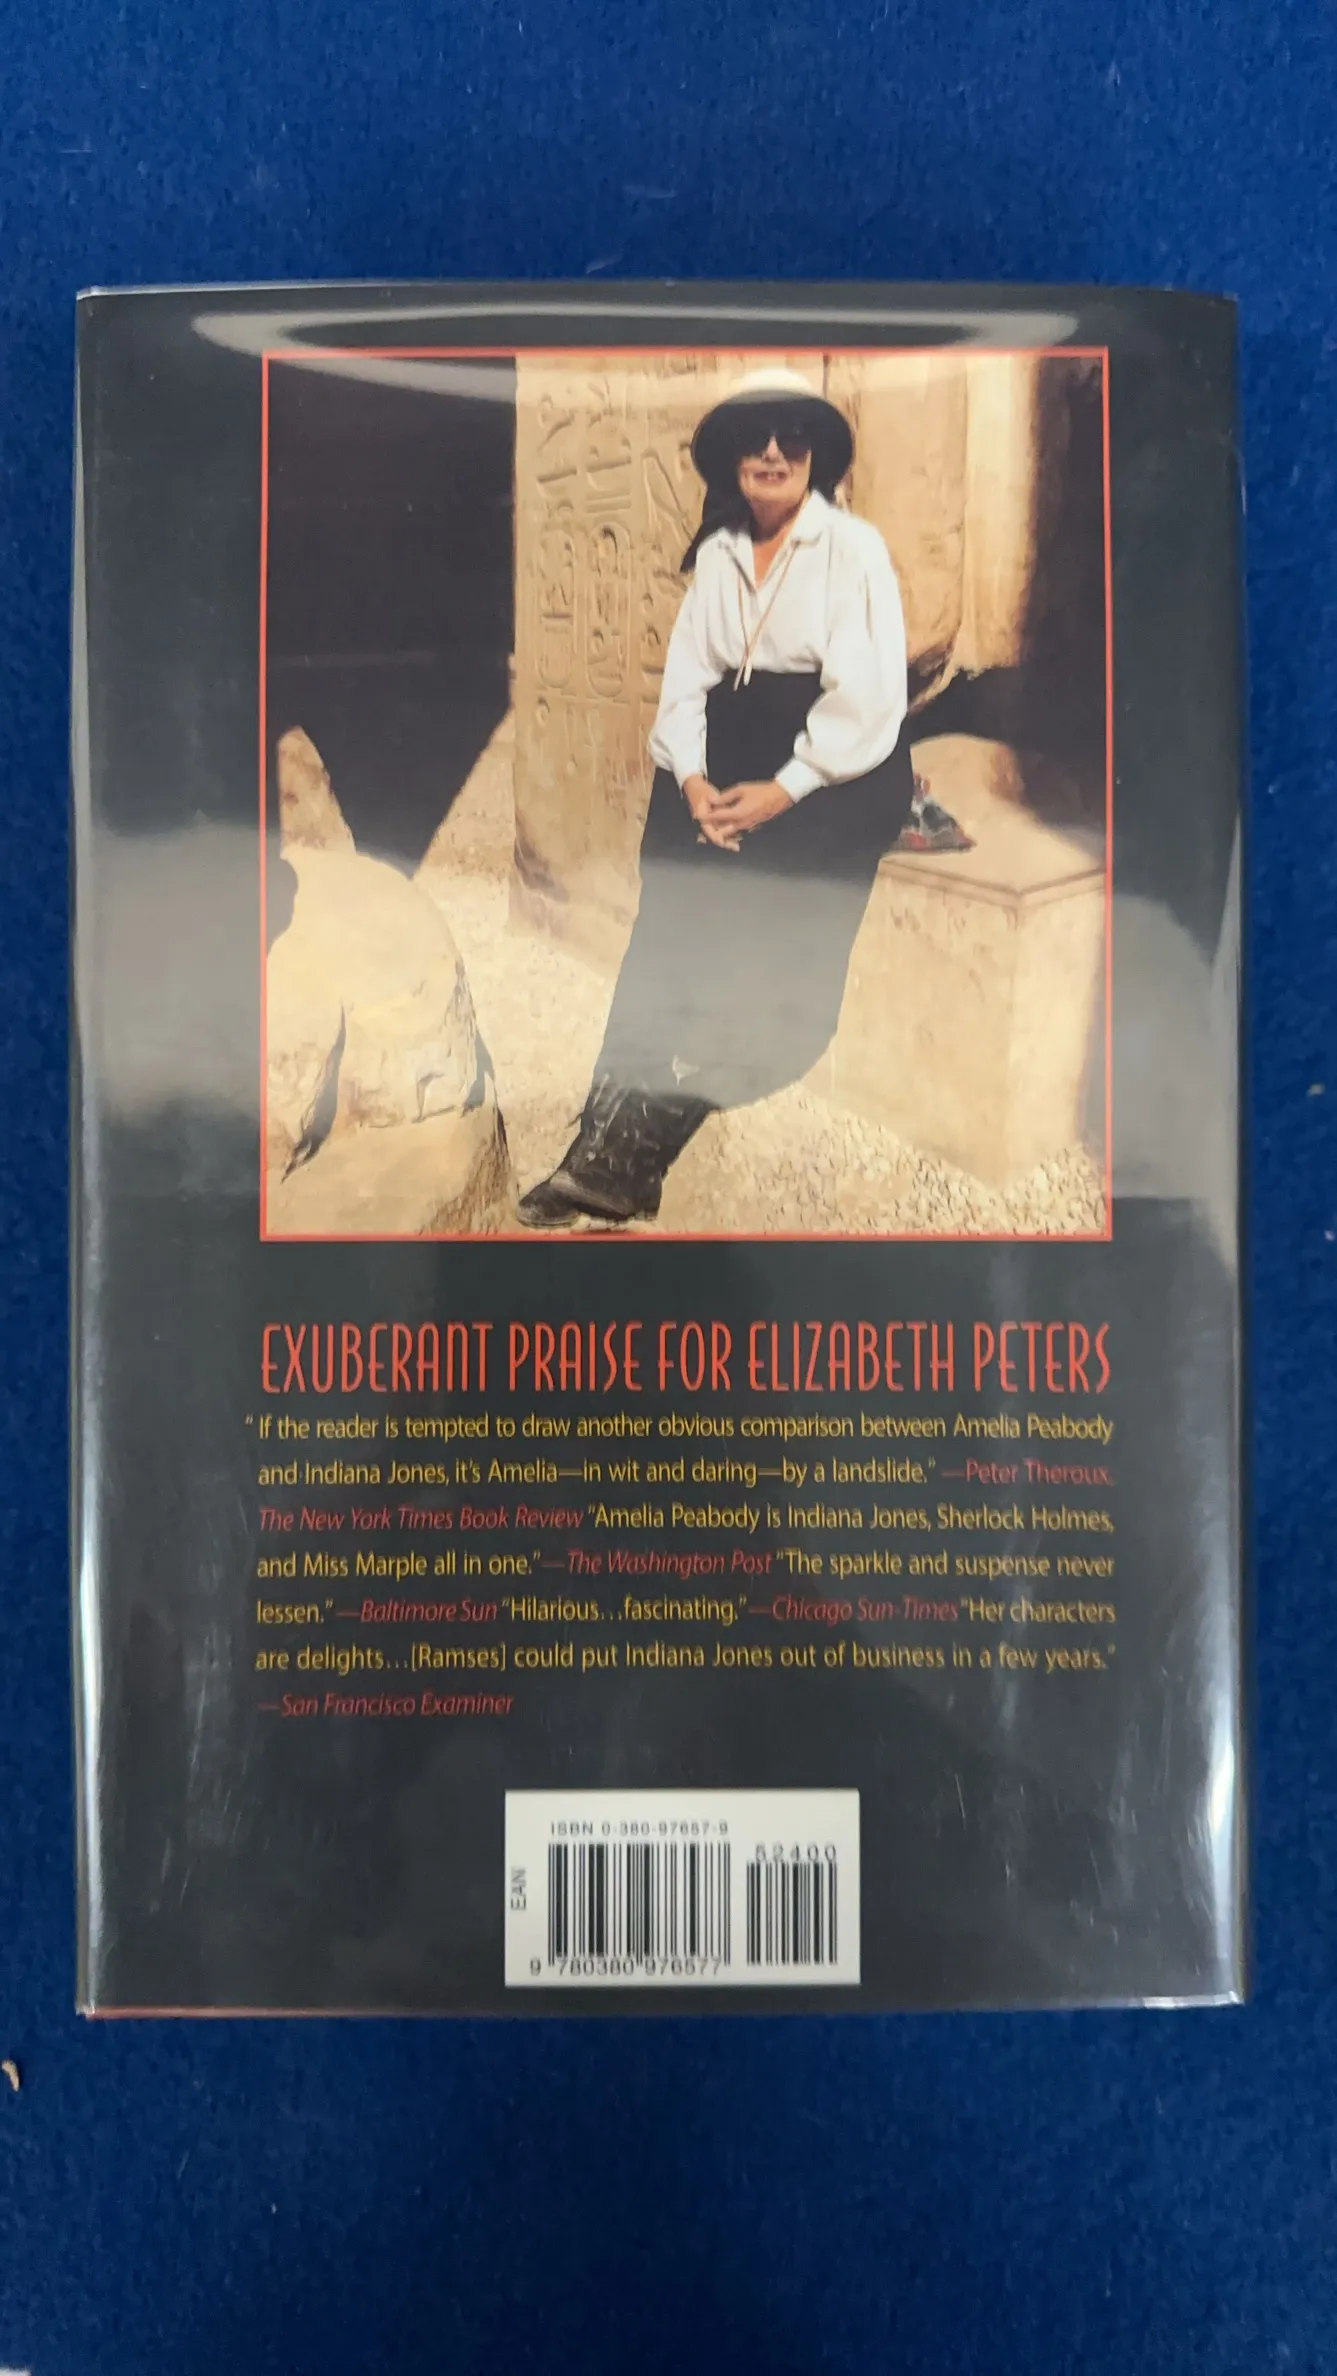 EXUBERANT PRAISE FOR ELIZABETH PETERS
"If the reader is tempted to draw another obvious comparison between Amelia Peabody
and Indiana Jones, it's Amelia—in wit and daring—by a landslide." —Peter Theroux,
The New York Times Book Review "Amelia Peabody is Indiana Jones, Sherlock Holmes,
and Miss Marple all in one."—The Washington Post "The sparkle and suspense never
lessen."—Baltimore Sun "Hilarious...fascinating."—Chicago Sun-Times "Her characters
are delights...[Ramses] could put Indiana Jones out of business in a few years."
—San Francisco Examiner
ISBN 0-380-97657-9
52400
EAN
9 780380 976577